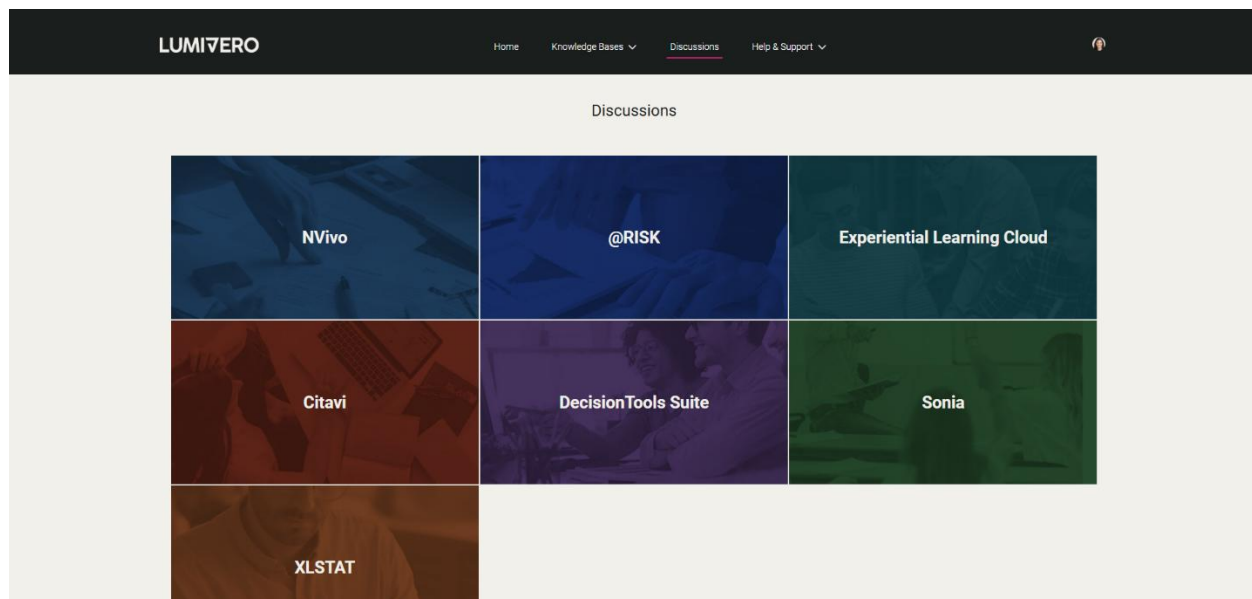 LUMIVERO
Home Knowledge Bases Discussions Help & Support
Discussions
NVivo @RISK Experiential Learning Cloud
Citavi DecisionTools Suite Sonia
XLSTAT